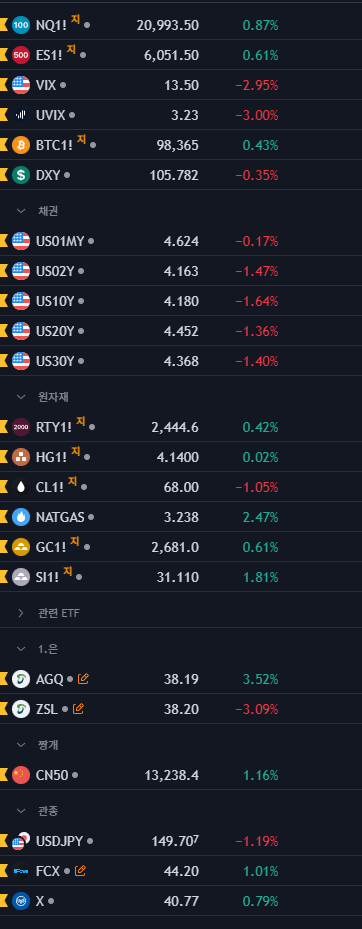 100 NQ1! 지 20,993.50 0.87%
500 ES1! 지 6,051.50 0.61%
VIX 13.50 −2.95%
UVIX 3.23 −3.00%
BTC1! 지 98,365 0.43%
$ DXY 105.782 −0.35%
채권
US01MY 4.624 −0.17%
US02Y 4.163 −1.47%
US10Y 4.180 −1.64%
US20Y 4.452 −1.36%
US30Y 4.368 −1.40%
원자재
2000 RTY1! 지 2,444.6 0.42%
HG1! 지 4.1400 0.02%
CL1! 지 68.00 −1.05%
NATGAS 3.238 2.47%
GC1! 지 2,681.0 0.61%
SI1! 지 31.110 1.81%
관련 ETF
1.은
AGQ 38.19 3.52%
ZSL 38.20 −3.09%
짱개
CN50 13,238.4 1.16%
관종
USDJPY 149.70⁷ −1.19%
FCX 44.20 1.01%
X 40.77 0.79%